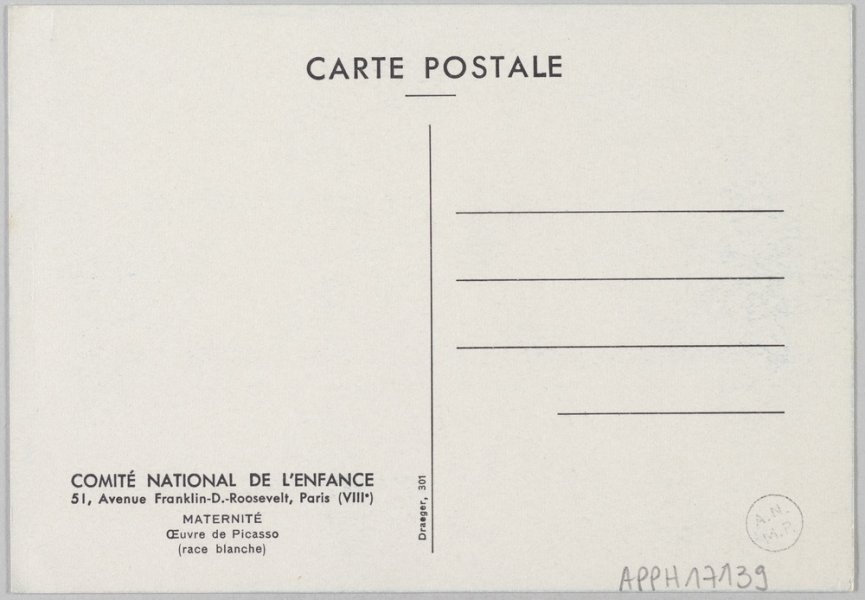 CARTE POSTALE
COMITÉ NATIONAL DE L'ENFANCE
51, Avenue Franklin-D.-Roosevelt, Paris (VIIIe)
MATERNITÉ
Œuvre de Picasso
(race blanche)
Draeger, 301
A.N.
M.P.
APPH17139